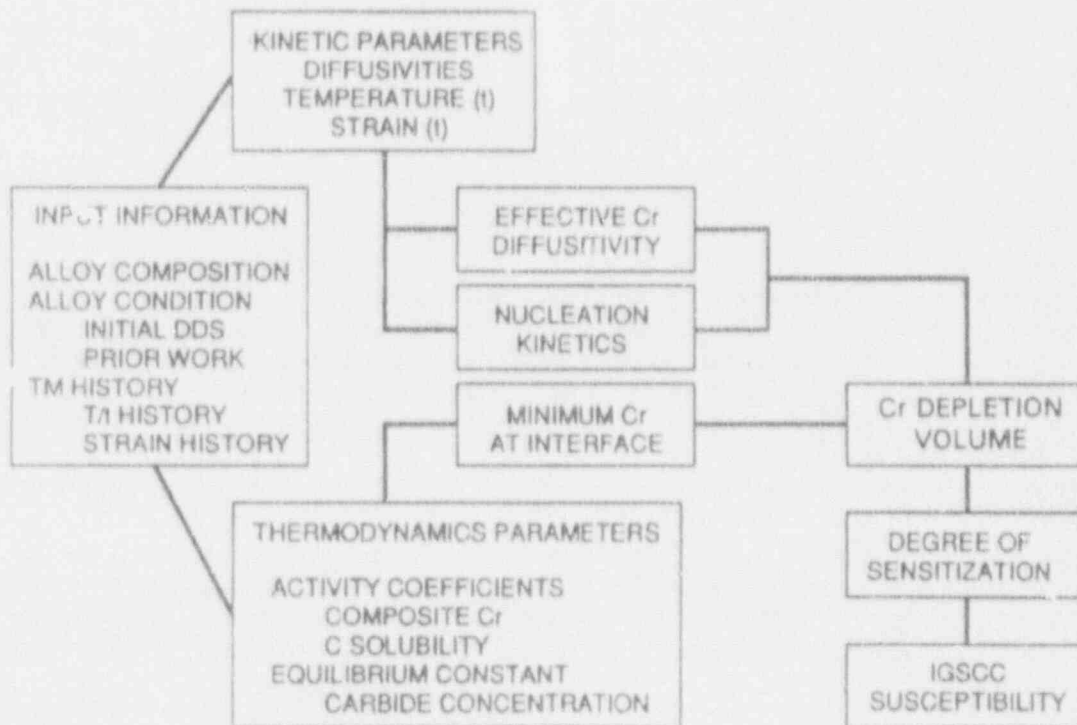 KINETIC PARAMETERS
DIFFUSIVITIES
TEMPERATURE (t)
STRAIN (t)
INPUT INFORMATION
ALLOY COMPOSITION
ALLOY CONDITION
INITIAL DDS
PRIOR WORK
TM HISTORY
T/t HISTORY
STRAIN HISTORY
EFFECTIVE Cr
DIFFUSITIVITY
NUCLEATION
KINETICS
MINIMUM Cr
AT INTERFACE
THERMODYNAMICS PARAMETERS
ACTIVITY COEFFICIENTS
COMPOSITE Cr
C SOLUBILITY
EQUILIBRIUM CONSTANT
CARBIDE CONCENTRATION
Cr DEPLETION
VOLUME
DEGREE OF
SENSITIZATION
IGSCC
SUSCEPTIBILITY